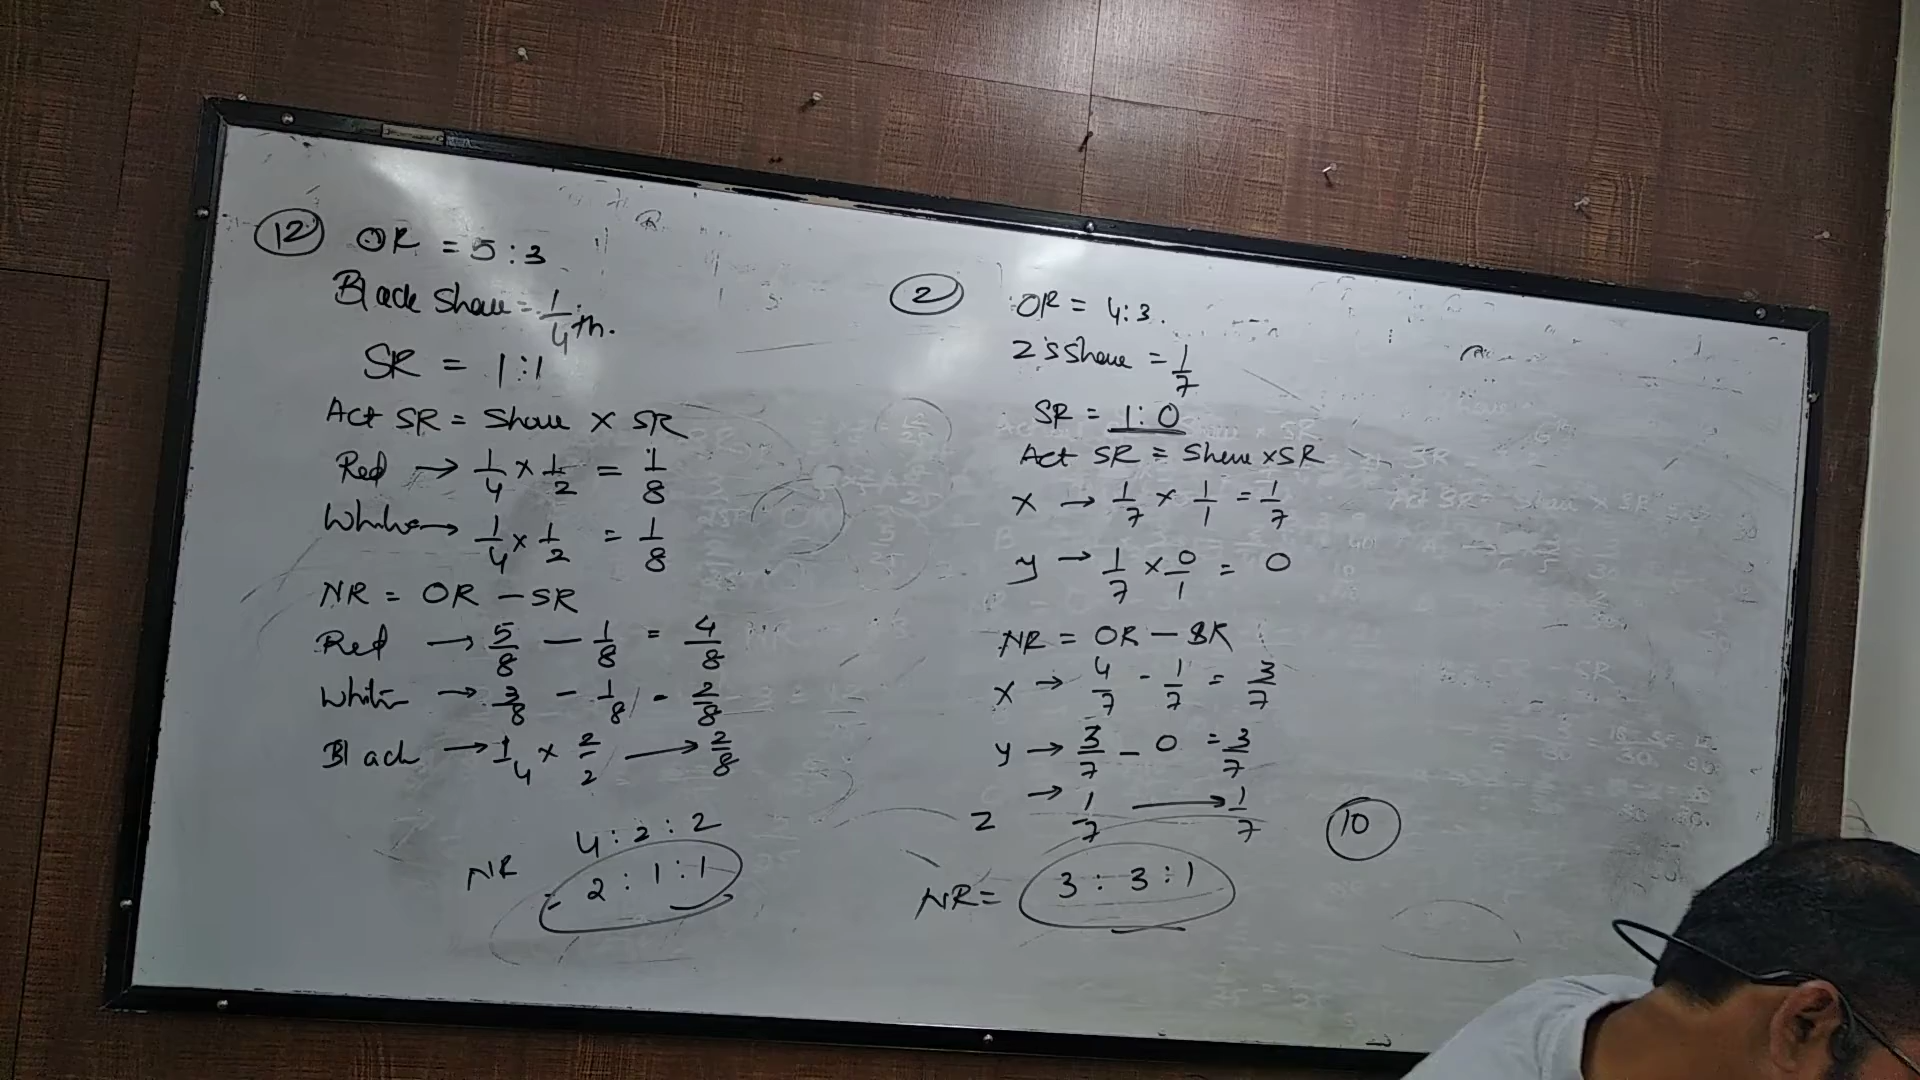 12 OR = 5:3
Black Share = 1/4 th.
SR = 1:1
Act SR = Share × SR
Red → 1/4 × 1/2 = 1/8
White → 1/4 × 1/2 = 1/8
NR = OR - SR
Red → 5/8 - 1/8 = 4/8
White → 3/8 - 1/8 = 2/8
Black → 1/4 × 2/2 → 2/8
4:2:2
NR = 2:1:1
2 OR = 4:3.
Z's Share = 1/7
SR = 1:0
Act SR = Share × SR
X → 1/7 × 1/1 = 1/7
y → 1/7 × 0/1 = 0
NR = OR - SR
X → 4/7 - 1/7 = 3/7
y → 3/7 - 0 = 3/7
Z → 1/7 → 1/7
NR = 3:3:1
10